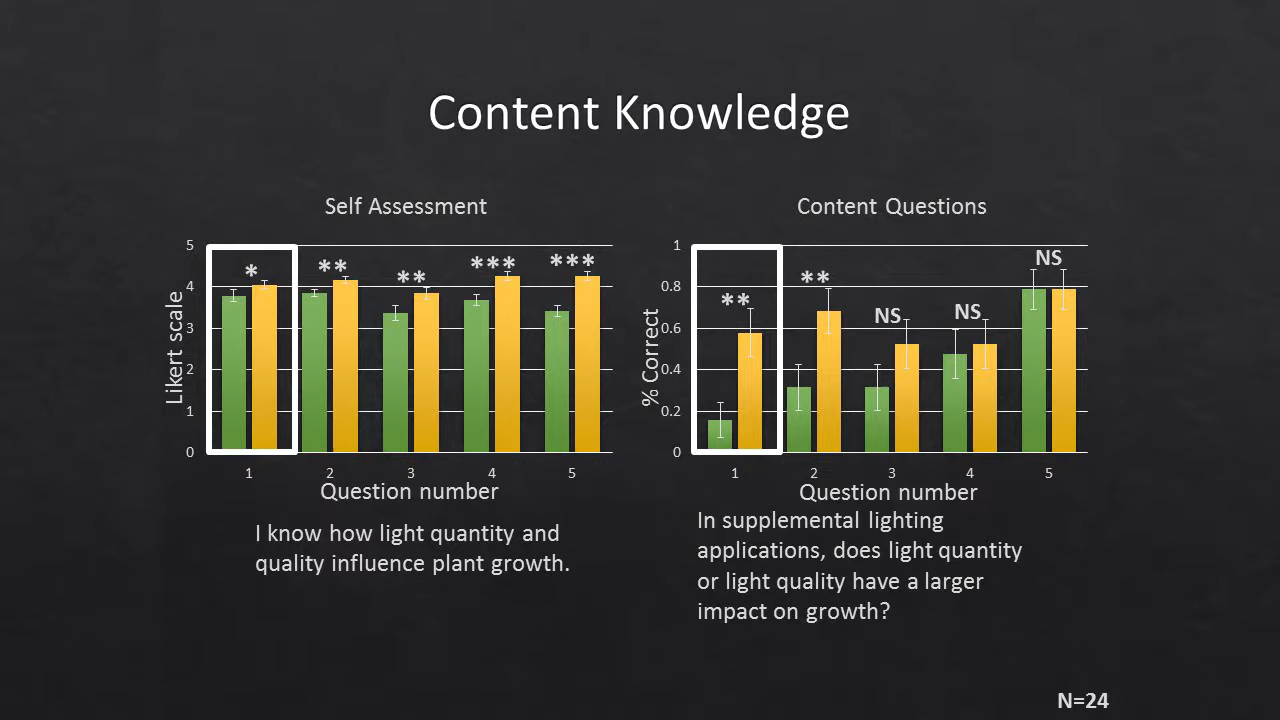 Content Knowledge
Self Assessment
5
4
3
2
1
0
Likert scale
*
**
**
***
***
1 2 3 4 5
Question number
I know how light quantity and
quality influence plant growth.
Content Questions
1
0.8
0.6
0.4
0.2
0
% Correct
**
**
NS
NS
NS
1 2 3 4 5
Question number
In supplemental lighting
applications, does light quantity
or light quality have a larger
impact on growth?
N=24